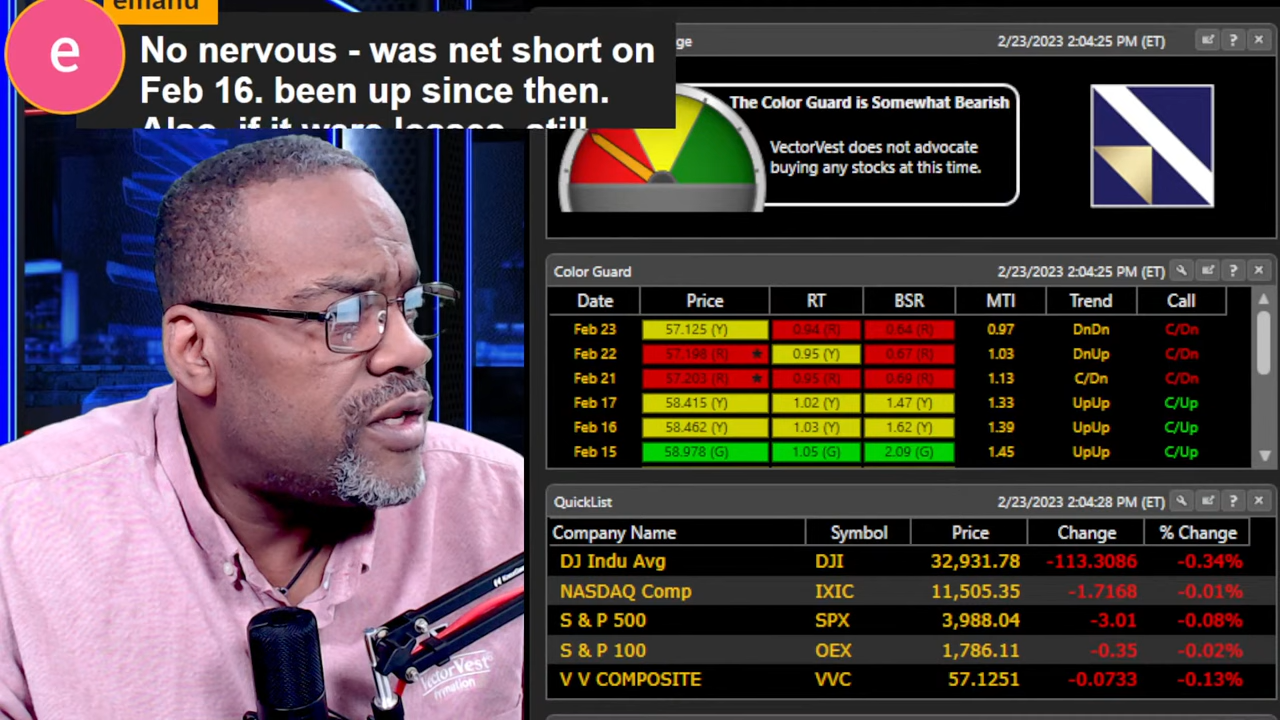 emanu
e
No nervous - was net short on
Feb 16. been up since then.
Also, if it were losses, still
ge 2/23/2023 2:04:25 PM (ET) ? ×
The Color Guard is Somewhat Bearish
VectorVest does not advocate
buying any stocks at this time.
Color Guard 2/23/2023 2:04:25 PM (ET) ? ×
Date Price RT BSR MTI Trend Call
Feb 23 57.125 (Y) 0.94 (R) 0.64 (R) 0.97 DnDn C/Dn
Feb 22 57.198 (R) ★ 0.95 (Y) 0.67 (R) 1.03 DnUp C/Dn
Feb 21 57.203 (R) ★ 0.95 (R) 0.69 (R) 1.13 C/Dn C/Dn
Feb 17 58.415 (Y) 1.02 (Y) 1.47 (Y) 1.33 UpUp C/Up
Feb 16 58.462 (Y) 1.03 (Y) 1.62 (Y) 1.39 UpUp C/Up
Feb 15 58.978 (G) 1.05 (G) 2.09 (G) 1.45 UpUp C/Up
QuickList 2/23/2023 2:04:28 PM (ET) ? ×
Company Name Symbol Price Change % Change
DJ Indu Avg DJI 32,931.78 -113.3086 -0.34%
NASDAQ Comp IXIC 11,505.35 -1.7168 -0.01%
S & P 500 SPX 3,988.04 -3.01 -0.08%
S & P 100 OEX 1,786.11 -0.35 -0.02%
V V COMPOSITE VVC 57.1251 -0.0733 -0.13%
VectorVest